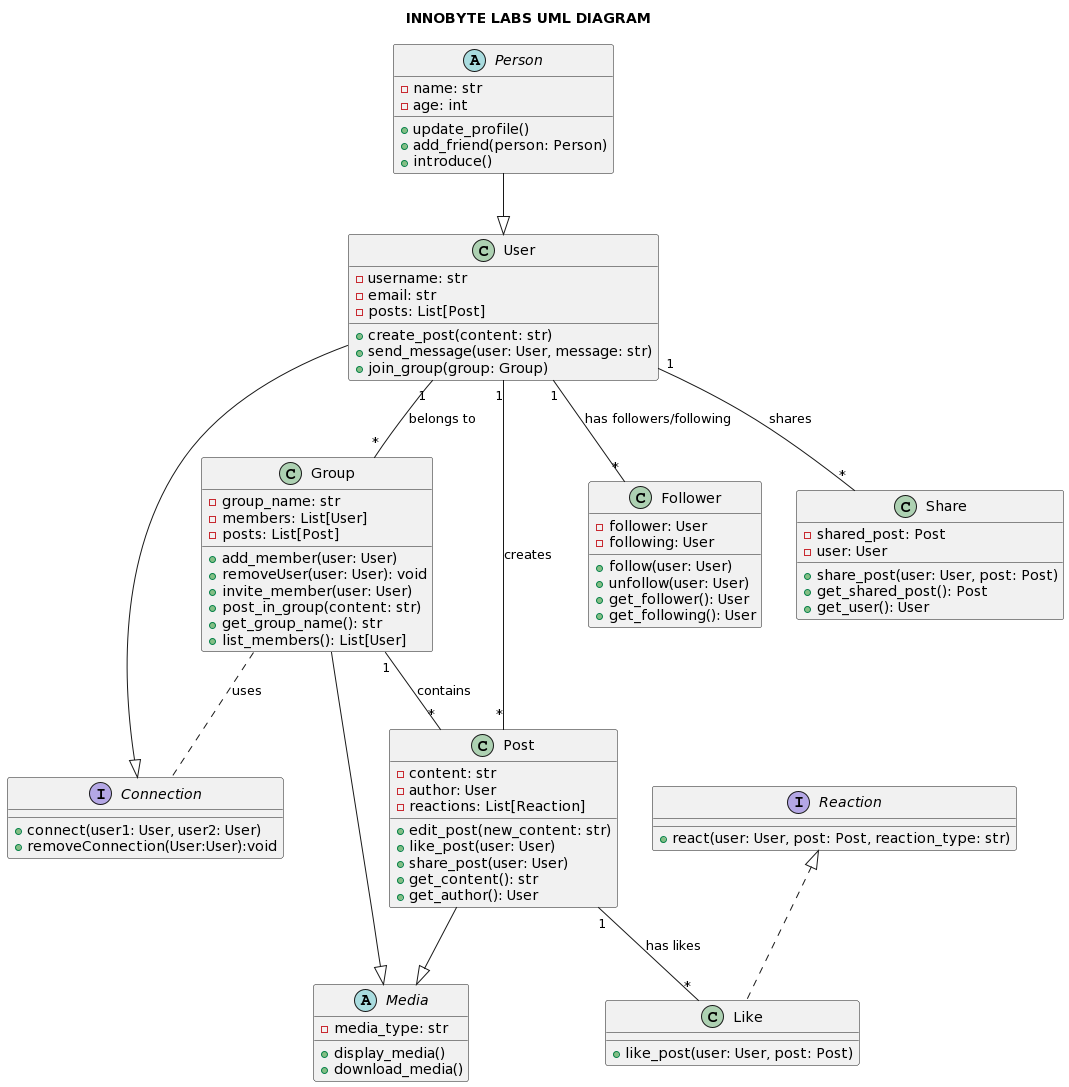 INNOBYTE LABS UML DIAGRAM
A Person
name: str
age: int
update_profile()
add_friend(person: Person)
introduce()
C User
username: str
email: str
posts: List[Post]
create_post(content: str)
send_message(user: User, message: str)
join_group(group: Group)
1
1
1
1
belongs to
has followers/following
shares
*
*
*
C Group
group_name: str
members: List[User]
posts: List[Post]
add_member(user: User)
removeUser(user: User): void
invite_member(user: User)
post_in_group(content: str)
get_group_name(): str
list_members(): List[User]
creates
C Follower
follower: User
following: User
follow(user: User)
unfollow(user: User)
get_follower(): User
get_following(): User
C Share
shared_post: Post
user: User
share_post(user: User, post: Post)
get_shared_post(): Post
get_user(): User
uses
1
contains
*
*
I Connection
connect(user1: User, user2: User)
removeConnection(User:User):void
C Post
content: str
author: User
reactions: List[Reaction]
edit_post(new_content: str)
like_post(user: User)
share_post(user: User)
get_content(): str
get_author(): User
I Reaction
react(user: User, post: Post, reaction_type: str)
1
has likes
*
A Media
media_type: str
display_media()
download_media()
C Like
like_post(user: User, post: Post)